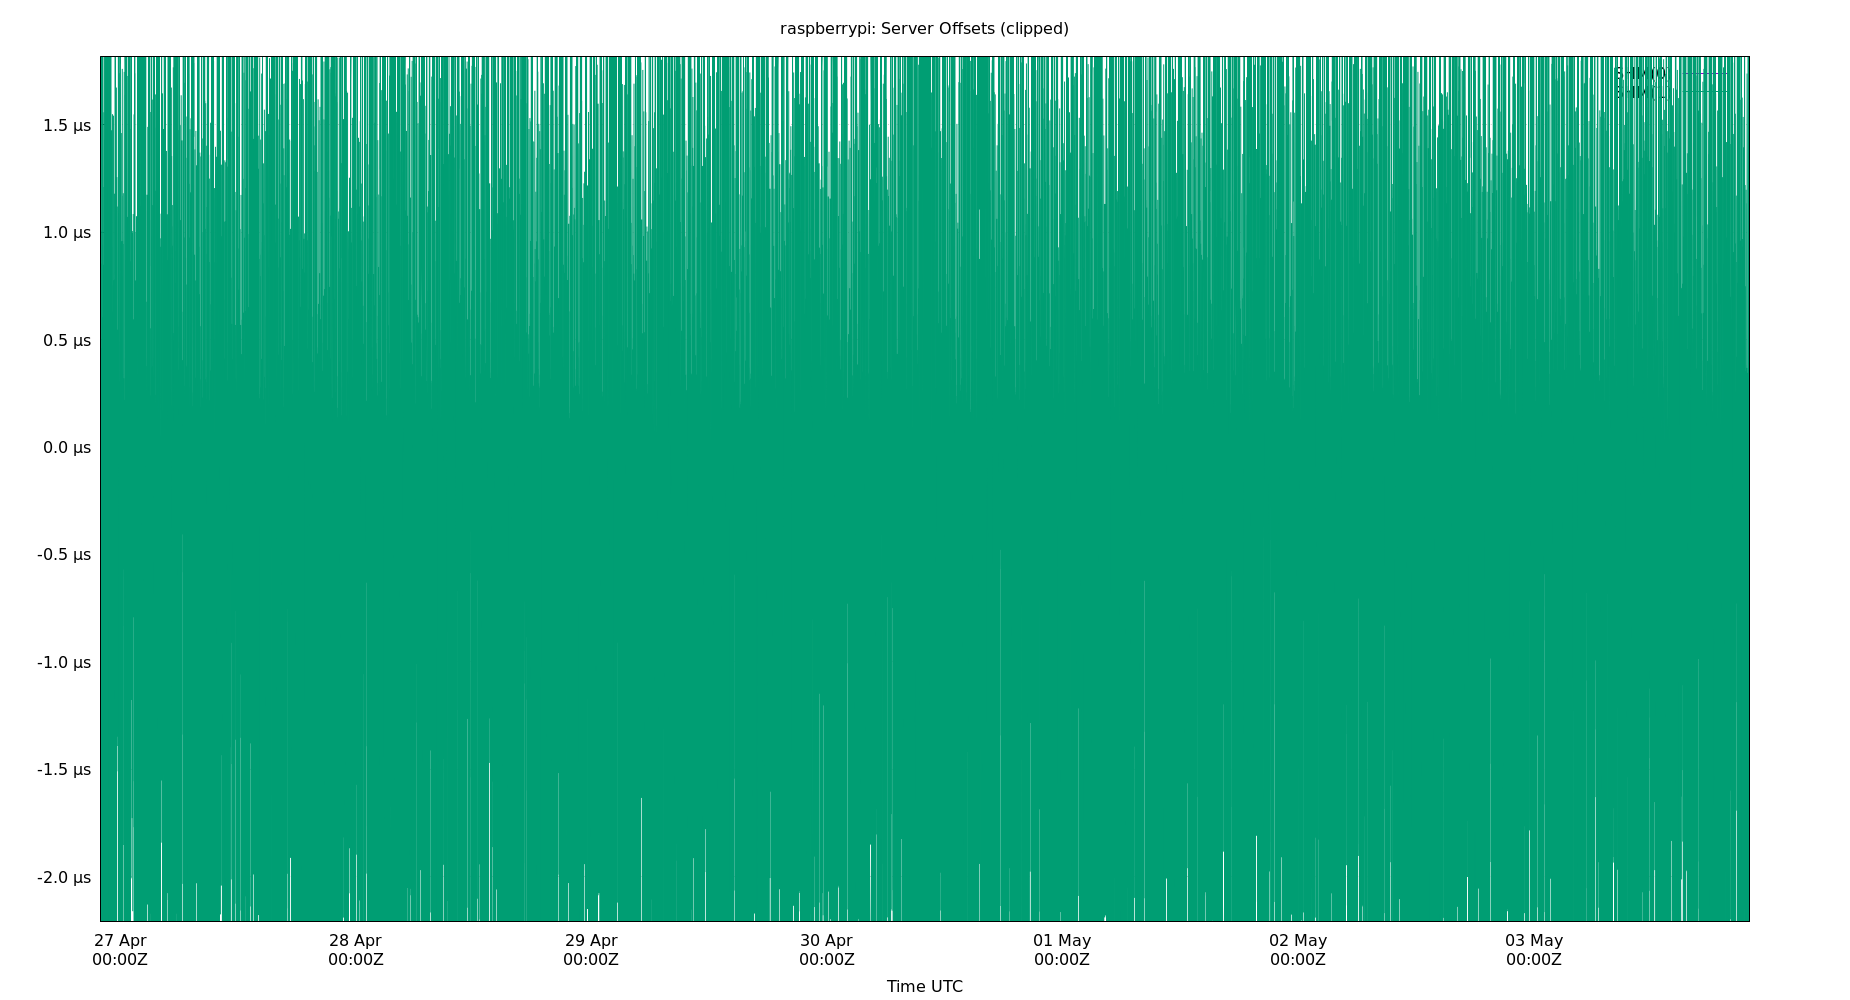 raspberrypi: Server Offsets (clipped)
1.5 µs
1.0 µs
0.5 µs
0.0 µs
-0.5 µs
-1.0 µs
-1.5 µs
-2.0 µs
27 Apr 28 Apr 29 Apr 30 Apr 01 May 02 May 03 May
00:00Z 00:00Z 00:00Z 00:00Z 00:00Z 00:00Z 00:00Z
Time UTC